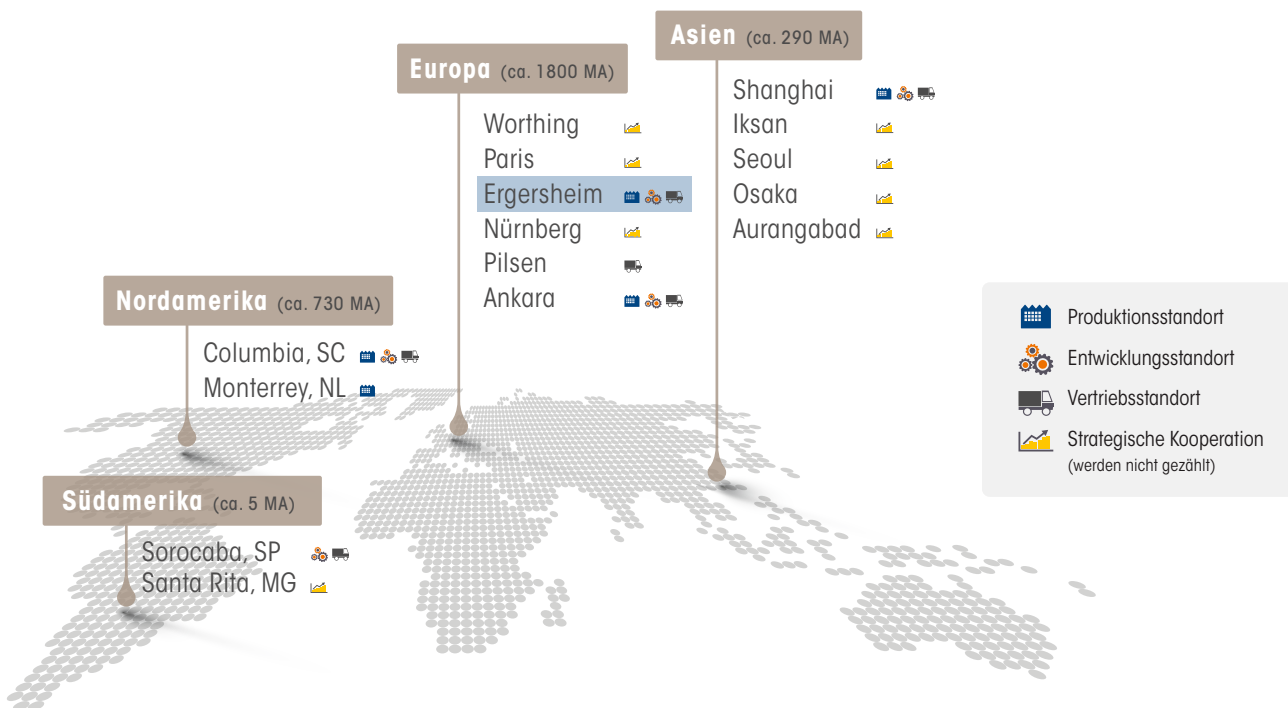 Asien (ca. 290 MA)
Shanghai
Iksan
Seoul
Osaka
Aurangabad
Europa (ca. 1800 MA)
Worthing
Paris
Ergersheim
Nürnberg
Pilsen
Ankara
Nordamerika (ca. 730 MA)
Columbia, SC
Monterrey, NL
Südamerika (ca. 5 MA)
Sorocaba, SP
Santa Rita, MG
Produktionsstandort
Entwicklungsstandort
Vertriebsstandort
Strategische Kooperation
(werden nicht gezählt)